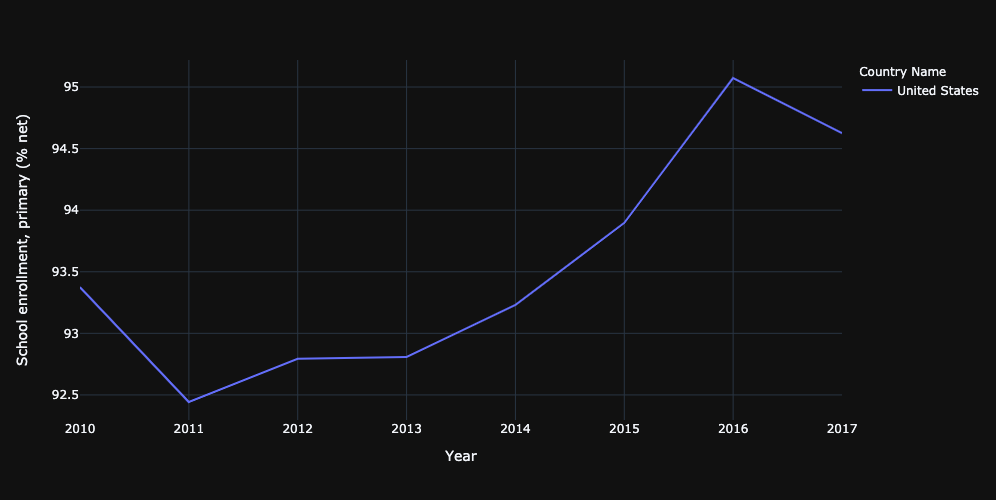 Country Name
United States
School enrollment, primary (% net)
95
94.5
94
93.5
93
92.5
2010 2011 2012 2013 2014 2015 2016 2017
Year